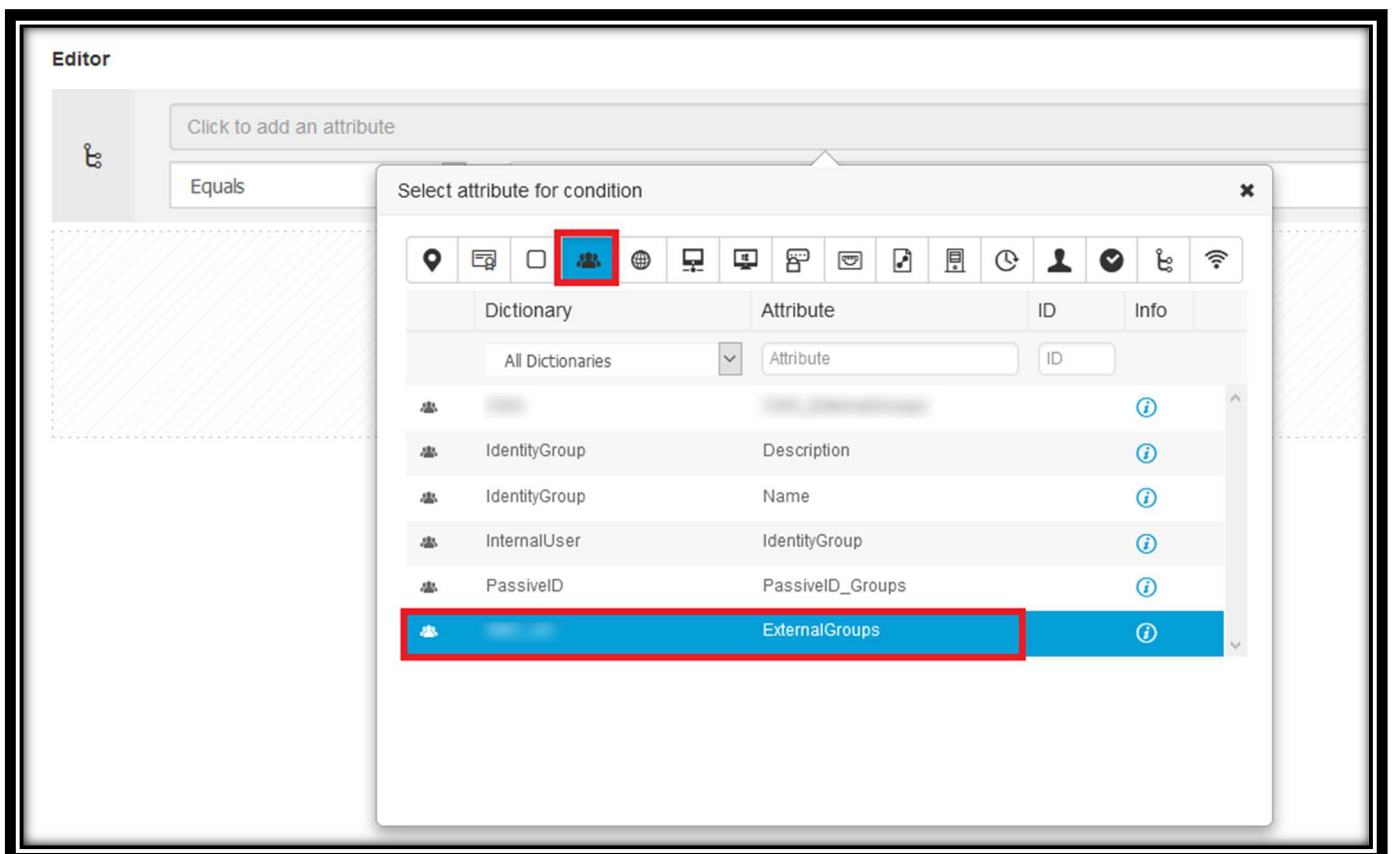 Editor
Click to add an attribute
Equals
Select attribute for condition
Dictionary Attribute ID Info
All Dictionaries Attribute ID
IdentityGroup Description
IdentityGroup Name
InternalUser IdentityGroup
PassiveID PassiveID_Groups
ExternalGroups